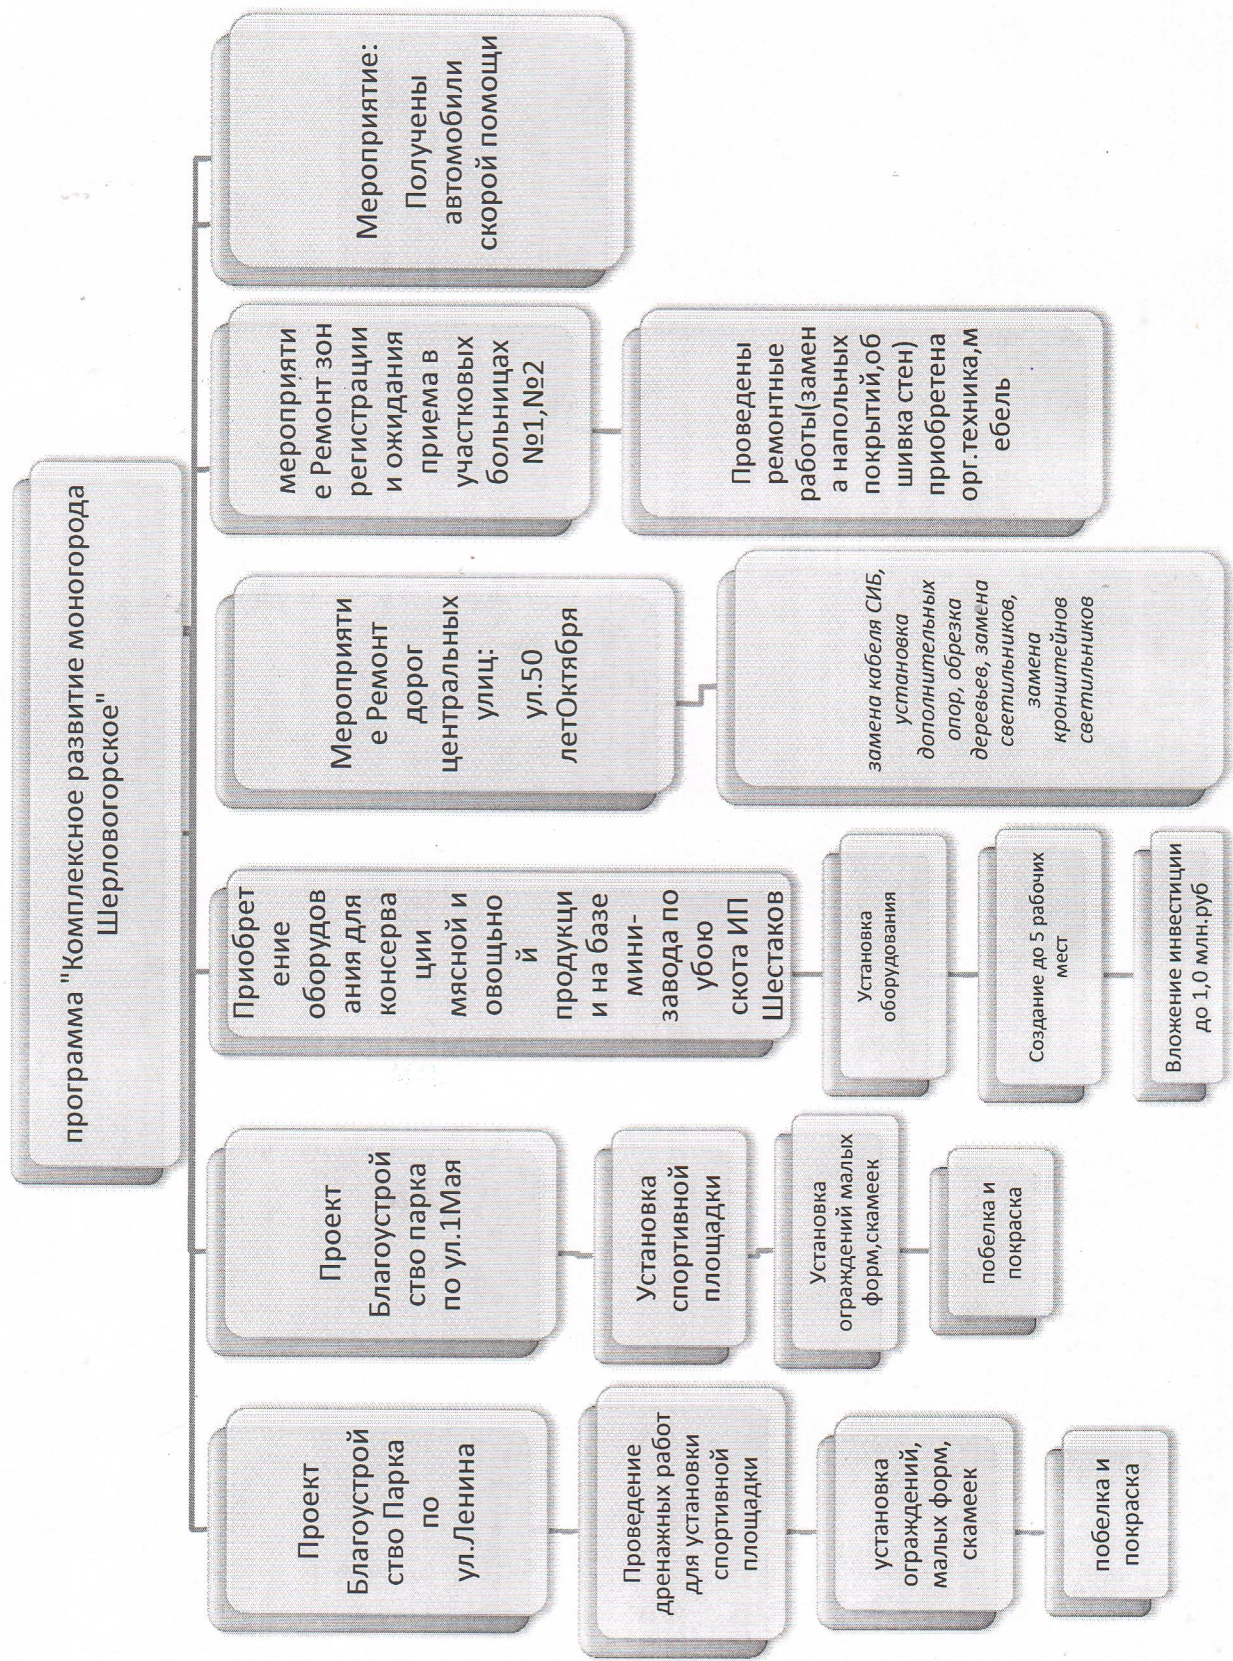 программа "Комплексное развитие моногорода
Шерловогорское"
Проект
Благоустрой
ство Парка
по
ул.Ленина
Проведение
дренажных работ
для установки
спортивной
площадки
установка
ограждений,
малых форм,
скамеек
побелка и
покраска
Проект
Благоустрой
ство парка
по ул.1Мая
Установка
спортивной
площадки
Установка
ограждений малых
форм,скамеек
побелка и
покраска
Приобрет
ение
оборудов
ания для
консерва
ции
мясной и
овощьно
й
продукци
и на базе
мини-
завода по
убою
скота ИП
Шестаков
Установка
оборудования
Создание до 5 рабочих
мест
Вложение инвестиции
до 1,0 млн.руб
Мероприяти
е Ремонт
дорог
центральных
улиц:
ул.50
летОктября
замена кабеля СИБ,
установка
дополнительных
опор, обрезка
деревьев, замена
светильников,
замена
кронштейнов
светильников
мероприяти
е Ремонт зон
регистрации
и ожидания
приема в
участковых
больницах
№1,№2
Проведены
ремонтные
работы(замен
а напольных
покрытий,об
шивка стен)
приобретена
орг.техника,м
ебель
Мероприятие:
Получены
автомобили
скорой помощи